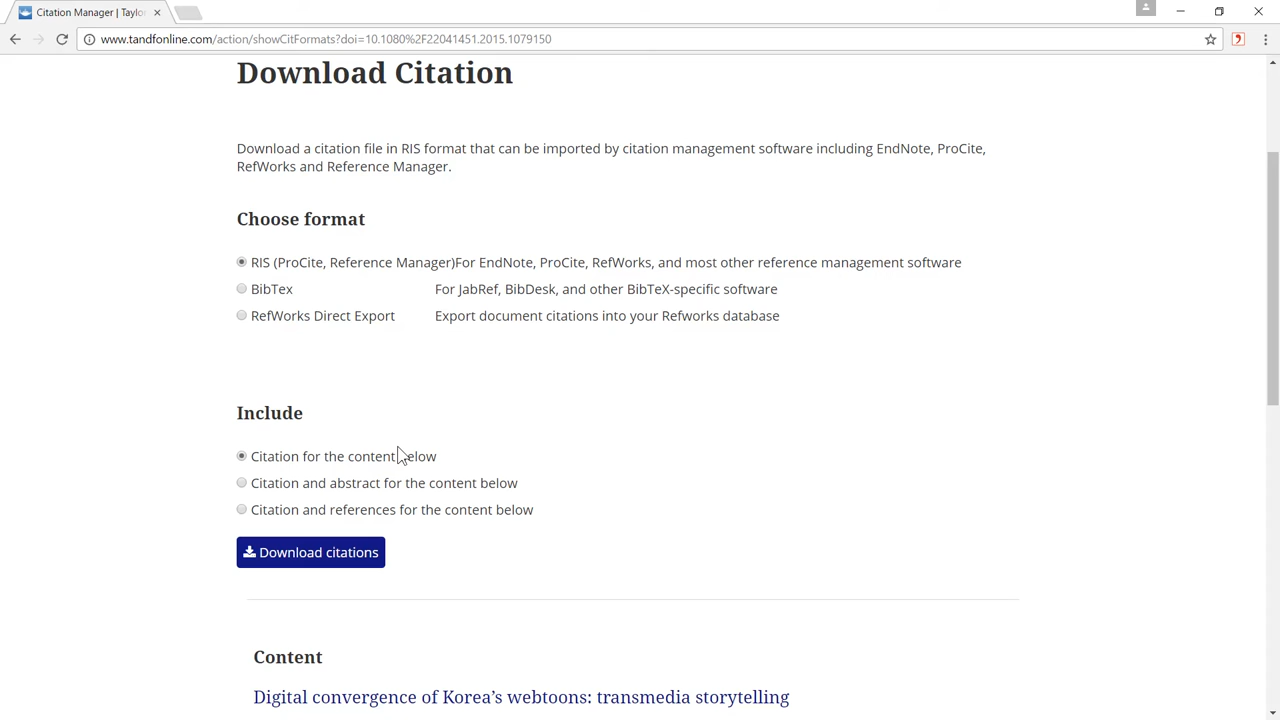 Citation Manager | Taylo
www.tandfonline.com/action/showCitFormats?doi=10.1080%2F22041451.2015.1079150
Download Citation
Download a citation file in RIS format that can be imported by citation management software including EndNote, ProCite,
RefWorks and Reference Manager.
Choose format
RIS (ProCite, Reference Manager)For EndNote, ProCite, RefWorks, and most other reference management software
BibTex For JabRef, BibDesk, and other BibTeX-specific software
RefWorks Direct Export Export document citations into your Refworks database
Include
Citation for the content below
Citation and abstract for the content below
Citation and references for the content below
Download citations
Content
Digital convergence of Korea’s webtoons: transmedia storytelling